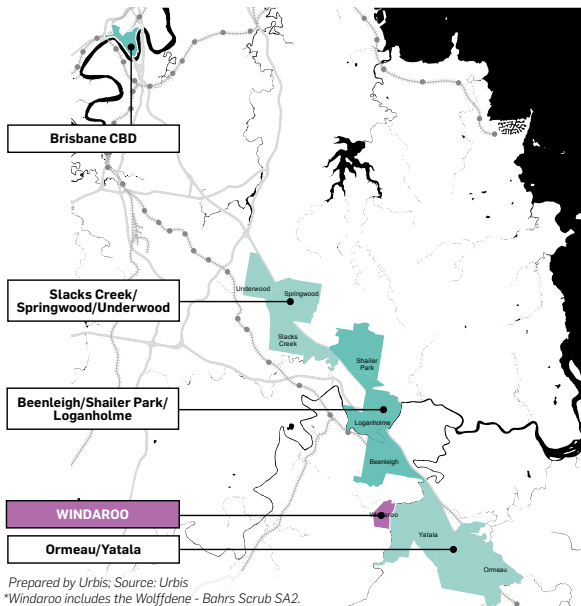 Brisbane CBD
Underwood
Springwood
Slacks Creek/
Springwood/Underwood
Slacks
Creek
Shailer
Park
Beenleigh/Shailer Park/
Loganholme
Loganholme
Beenleigh
WINDAROO
Windaroo
Yatala
Ormeau/Yatala
Ormeau
Prepared by Urbis; Source: Urbis
*Windaroo includes the Wolffdene - Bahrs Scrub SA2.